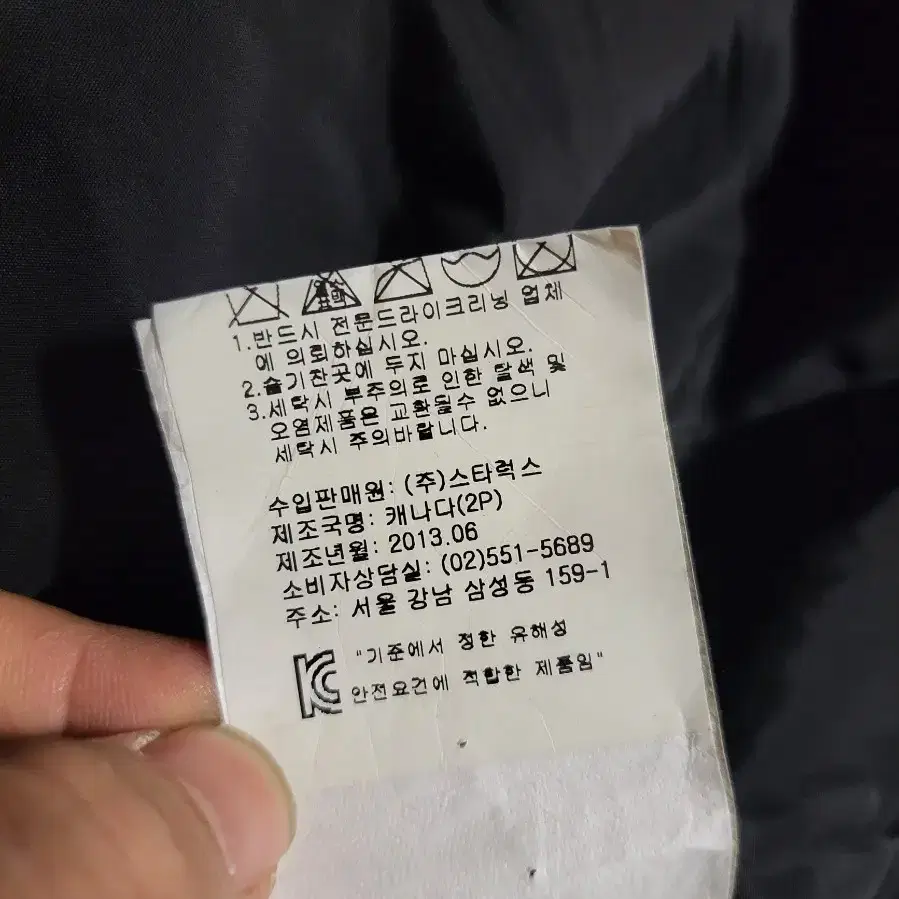 1.반드시 전문드라이크리닝 업체
에 의뢰하십시오.
2.습기찬곳에 두지 마십시오.
3.세탁시 부주의로 인한 탈색 및
오염제품은 교환될수 없으니
세탁시 주의바랍니다.
수입판매원: (주)스타럭스
제조국명: 캐나다(2P)
제조년월: 2013.06
소비자상담실: (02)551-5689
주소: 서울 강남 삼성동 159-1
"기준에서 정한 유해성
안전요건에 적합한 제품임"